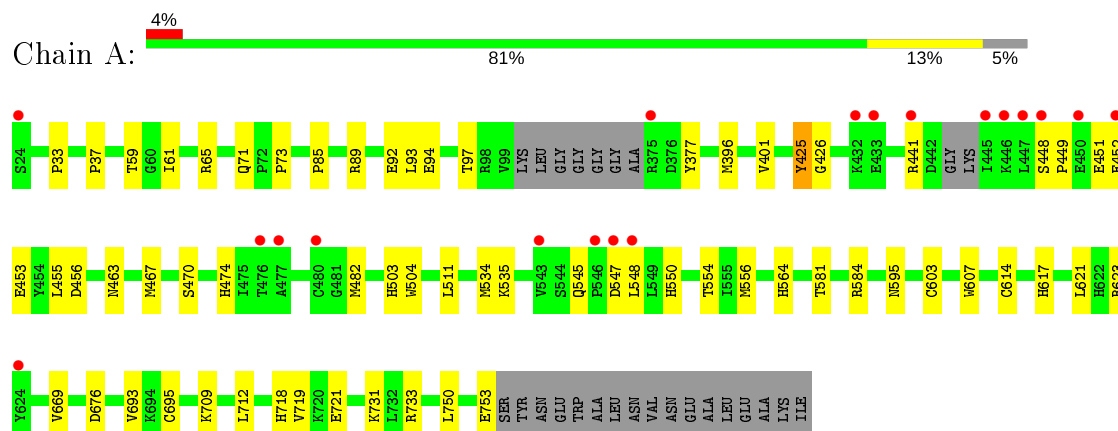 4%
Chain A:
81% 13% 5%
S24 P33 P37 T59 G60 I61 R65 Q71 P72 P73 P85 R89 E92 L93 E94 T97 R98 V99 LYS LEU GLY GLY GLY GLY ALA R375 D376 Y377 M396 V401 Y425 G426 K432 E433 R441 D442 GLY LYS I445 K446 L447 S448 P449 E450 E451
E453 Y454 L455 D456 N463 M467 S470 H474 I475 T476 A477 C480 G481 M482 H503 W504 L511 M534 K535 V543 S544 Q545 P546 D547 L548 L549 H550 T554 I555 M556 H564 T581 R584 N595 C603 W607 C614 H617 L621 H622
Y624 V669 D676 V693 K694 C695 K709 L712 H718 V719 K720 E721 K731 L732 R733 L750 E753 SER TYR ASN GLU TRP ALA LEU ASN VAL ASN GLU ALA LEU GLU ALA LYS ILE